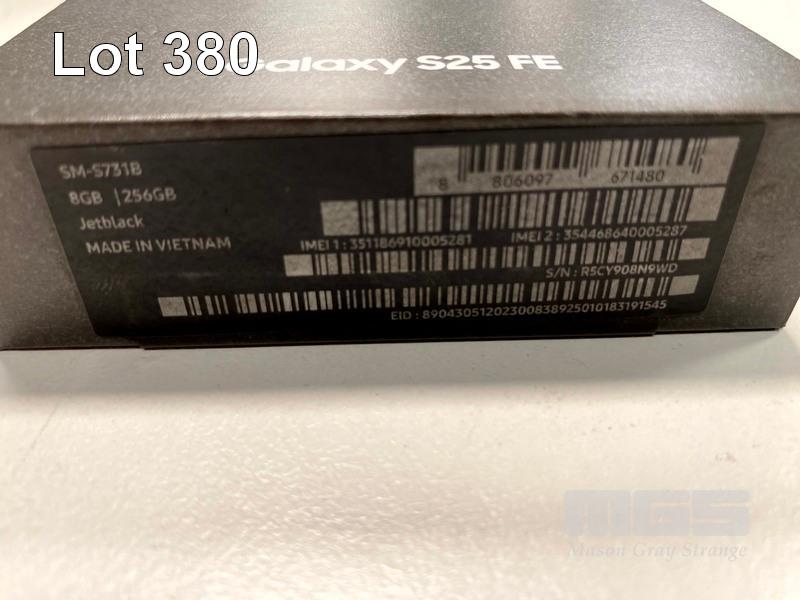 Lot 380
Galaxy S25 FE
SM-S731B
8GB | 256GB
Jetblack
MADE IN VIETNAM
8 806097 671480
IMEI 1 : 351186910005281
IMEI 2 : 354468640005287
S/N : R5CY908N9WD
EID : 89043051202300838925010183191545
MGS
Mason Gray Strange